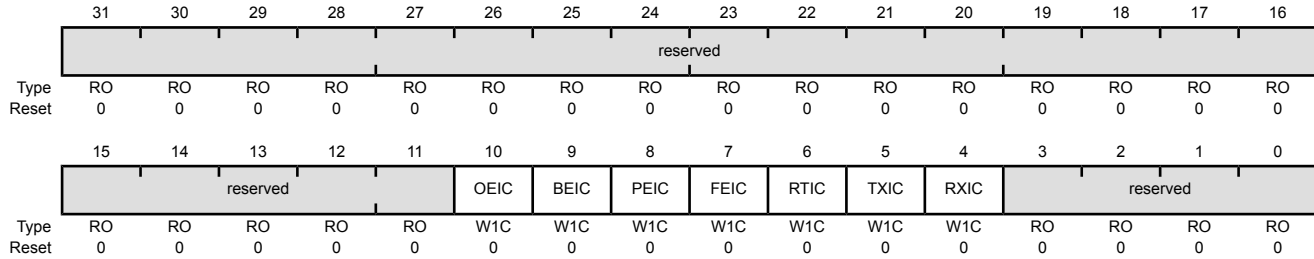 31 30 29 28 27 26 25 24 23 22 21 20 19 18 17 16
reserved
Type RO RO RO RO RO RO RO RO RO RO RO RO RO RO RO RO
Reset 0 0 0 0 0 0 0 0 0 0 0 0 0 0 0 0
15 14 13 12 11 10 9 8 7 6 5 4 3 2 1 0
reserved OEIC BEIC PEIC FEIC RTIC TXIC RXIC reserved
Type RO RO RO RO RO W1C W1C W1C W1C W1C W1C W1C RO RO RO RO
Reset 0 0 0 0 0 0 0 0 0 0 0 0 0 0 0 0